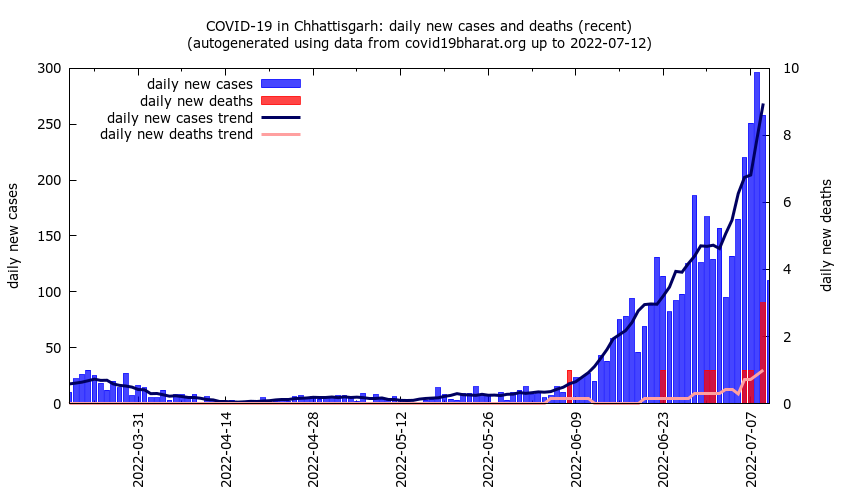 COVID-19 in Chhattisgarh: daily new cases and deaths (recent)
(autogenerated using data from covid19bharat.org up to 2022-07-12)
daily new cases
daily new deaths
daily new cases trend
daily new deaths trend
300
250
200
150
100
50
0
10
8
6
4
2
0
daily new cases
daily new deaths
2022-03-31
2022-04-14
2022-04-28
2022-05-12
2022-05-26
2022-06-09
2022-06-23
2022-07-07